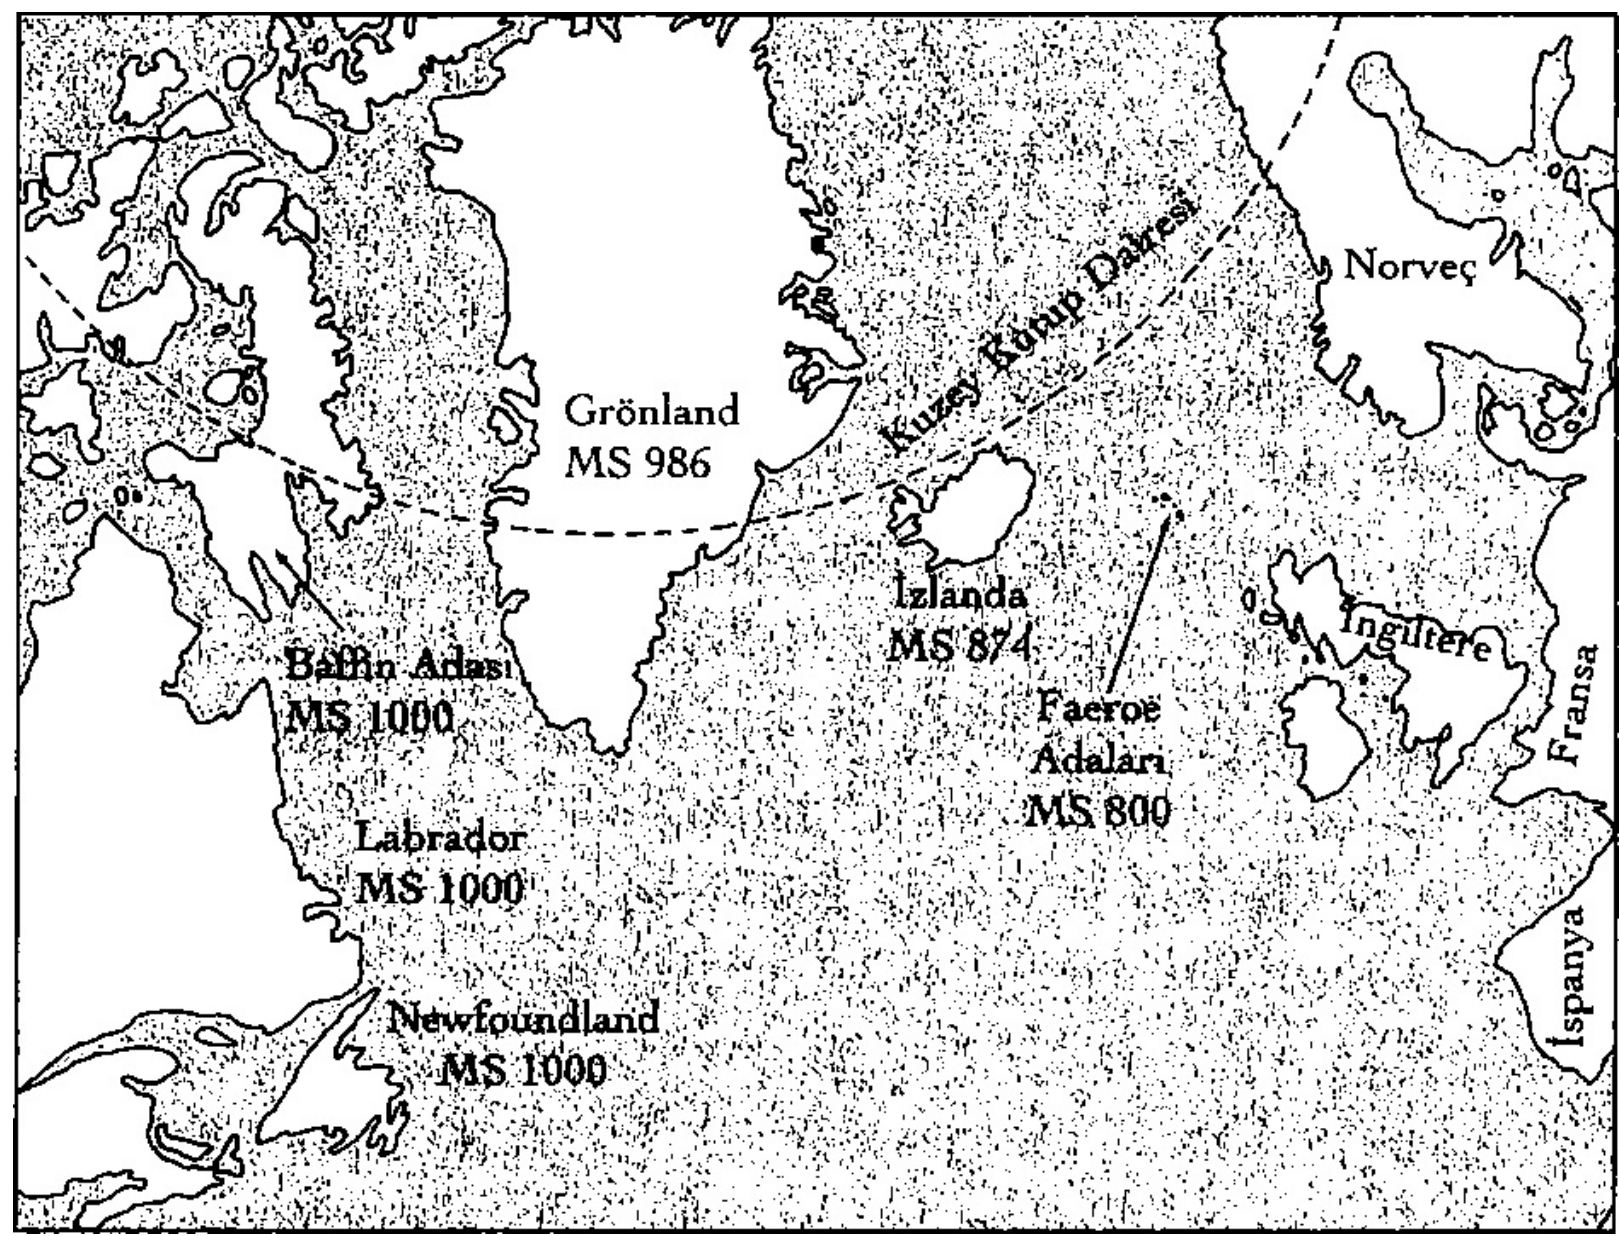 Kuzey Kutup Dairesi
Norveç
Grönland
MS 986
İzlanda
MS 874
İngiltere
Fransa
Baffin Adası
MS 1000
Faeroe
Adaları
MS 800
Labrador
MS 1000
İspanya
Newfoundland
MS 1000